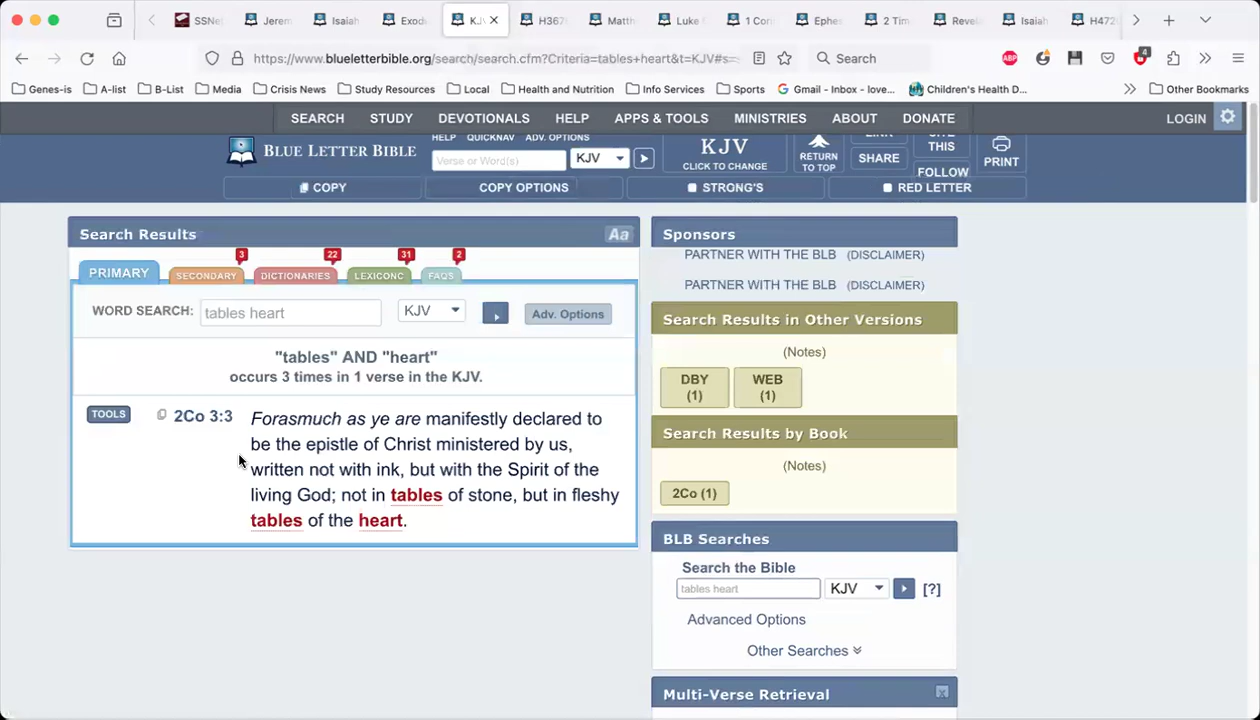 SSNe
Jerem
Isaiah
Exod
KJV
H367
Matth
Luke
1 Cori
Ephes
2 Tim
Revel
Isaiah
H472
https://www.blueletterbible.org/search/search.cfm?Criteria=tables+heart&t=KJV#s=
Search
ABP
4
Genes-is
A-list
B-List
Media
Crisis News
Study Resources
Local
Health and Nutrition
Info Services
Sports
Gmail - Inbox - love...
Children's Health D...
Other Bookmarks
SEARCH STUDY DEVOTIONALS HELP APPS & TOOLS MINISTRIES ABOUT DONATE LOGIN
HELP QUICKNAV ADV. OPTIONS
BLUE LETTER BIBLE
Verse or Word(s)
KJV
KJV
CLICK TO CHANGE
RETURN
TO TOP
LINK
SHARE
SITE
THIS
FOLLOW
PRINT
COPY
COPY OPTIONS
STRONG'S
RED LETTER
Search Results
Aa
3
22
31
2
PRIMARY
SECONDARY
DICTIONARIES
LEXICONC
FAQS
WORD SEARCH: tables heart KJV Adv. Options
"tables" AND "heart"
occurs 3 times in 1 verse in the KJV.
TOOLS
2Co 3:3
Forasmuch as ye are manifestly declared to
be the epistle of Christ ministered by us,
written not with ink, but with the Spirit of the
living God; not in tables of stone, but in fleshy
tables of the heart.
Sponsors
PARTNER WITH THE BLB (DISCLAIMER)
PARTNER WITH THE BLB (DISCLAIMER)
Search Results in Other Versions
(Notes)
DBY
(1)
WEB
(1)
Search Results by Book
(Notes)
2Co (1)
BLB Searches
Search the Bible
tables heart
KJV
[?]
Advanced Options
Other Searches
Multi-Verse Retrieval
x